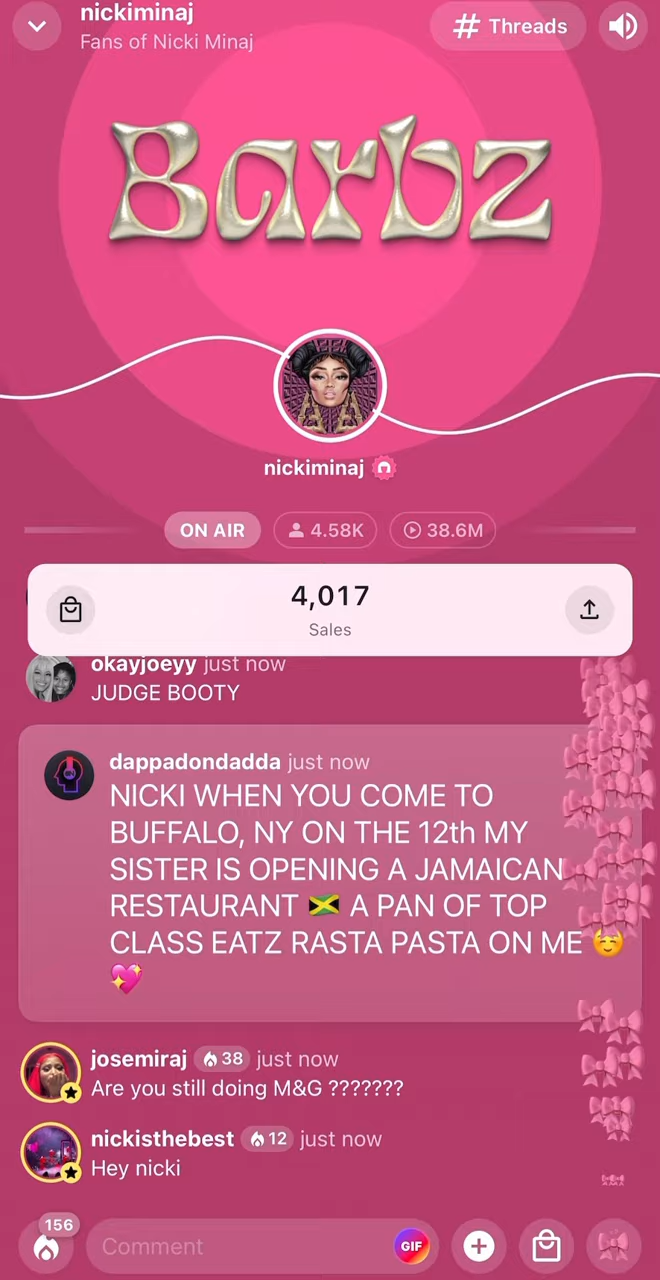 nickiminaj
Fans of Nicki Minaj
# Threads
Barbz
nickiminaj
ON AIR
4.58K
38.6M
4,017
Sales
okayjoeyy just now
JUDGE BOOTY
dappadondadda just now
NICKI WHEN YOU COME TO
BUFFALO, NY ON THE 12th MY
SISTER IS OPENING A JAMAICAN
RESTAURANT 🇯🇲 A PAN OF TOP
CLASS EATZ RASTA PASTA ON ME ☺️
💖
josemiraj 38 just now
Are you still doing M&G ???????
nickisthebest 12 just now
Hey nicki
156
Comment
GIF